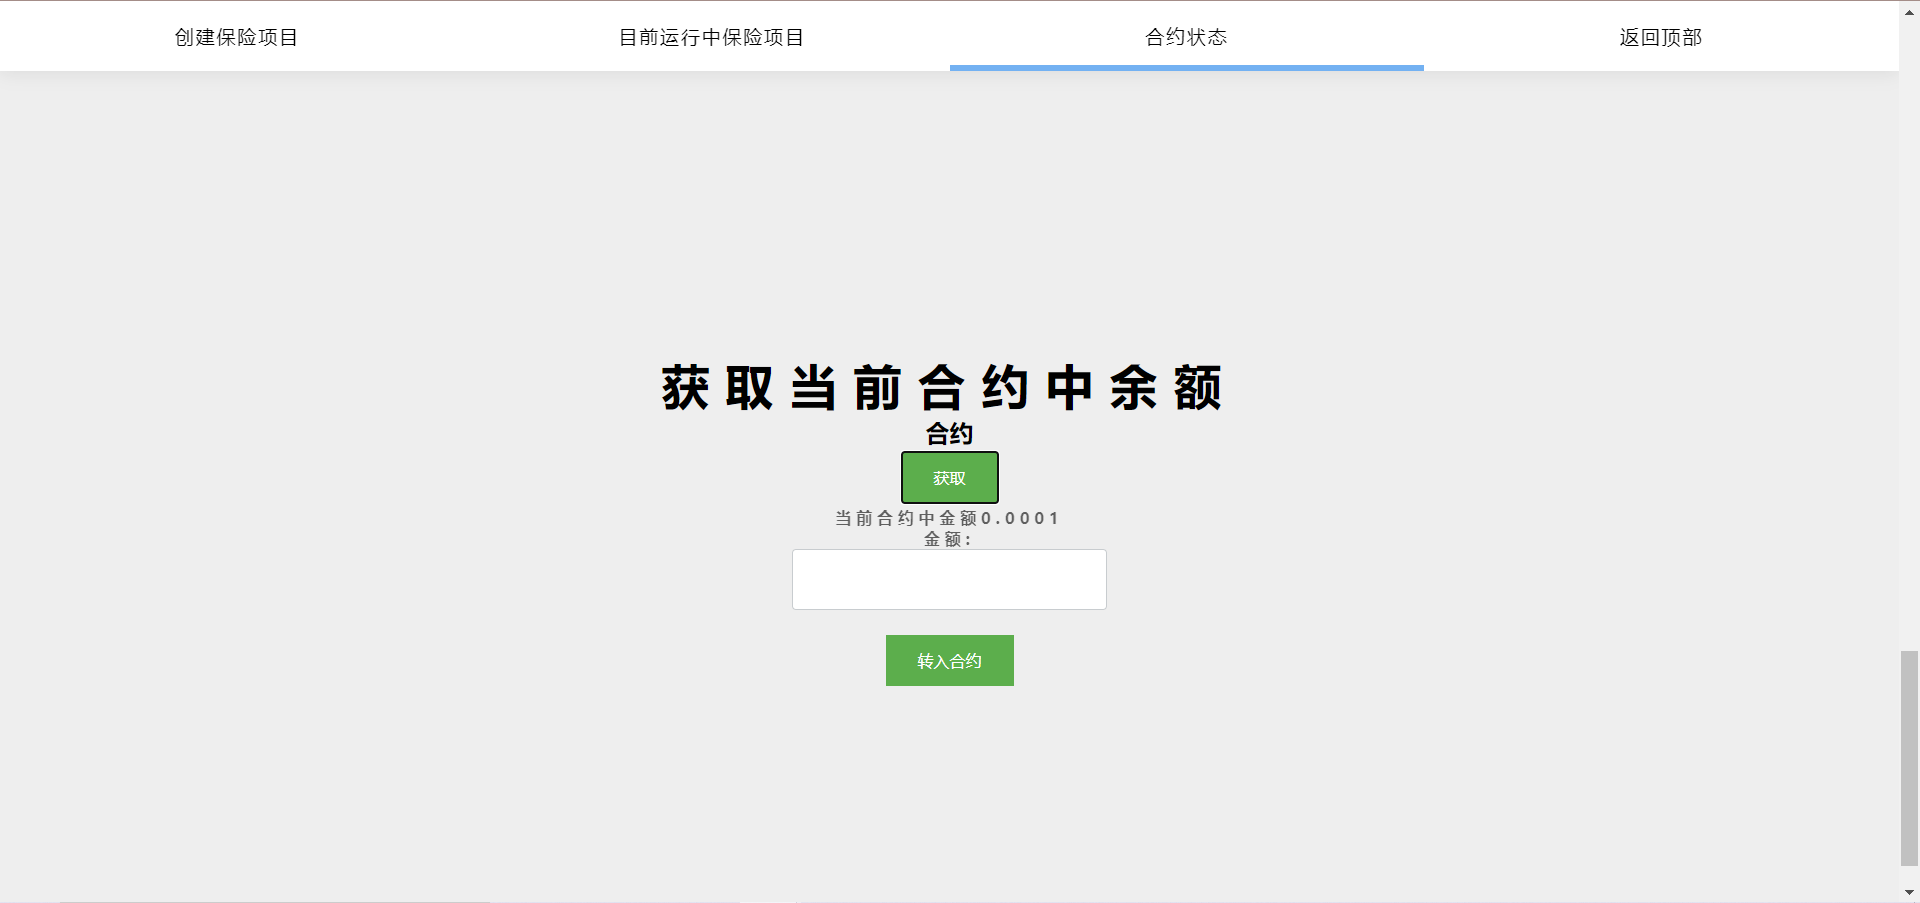 创建保险项目
目前运行中保险项目
合约状态
返回顶部
获取当前合约中余额
合约
获取
当前合约中金额0.0001
金额:
转入合约